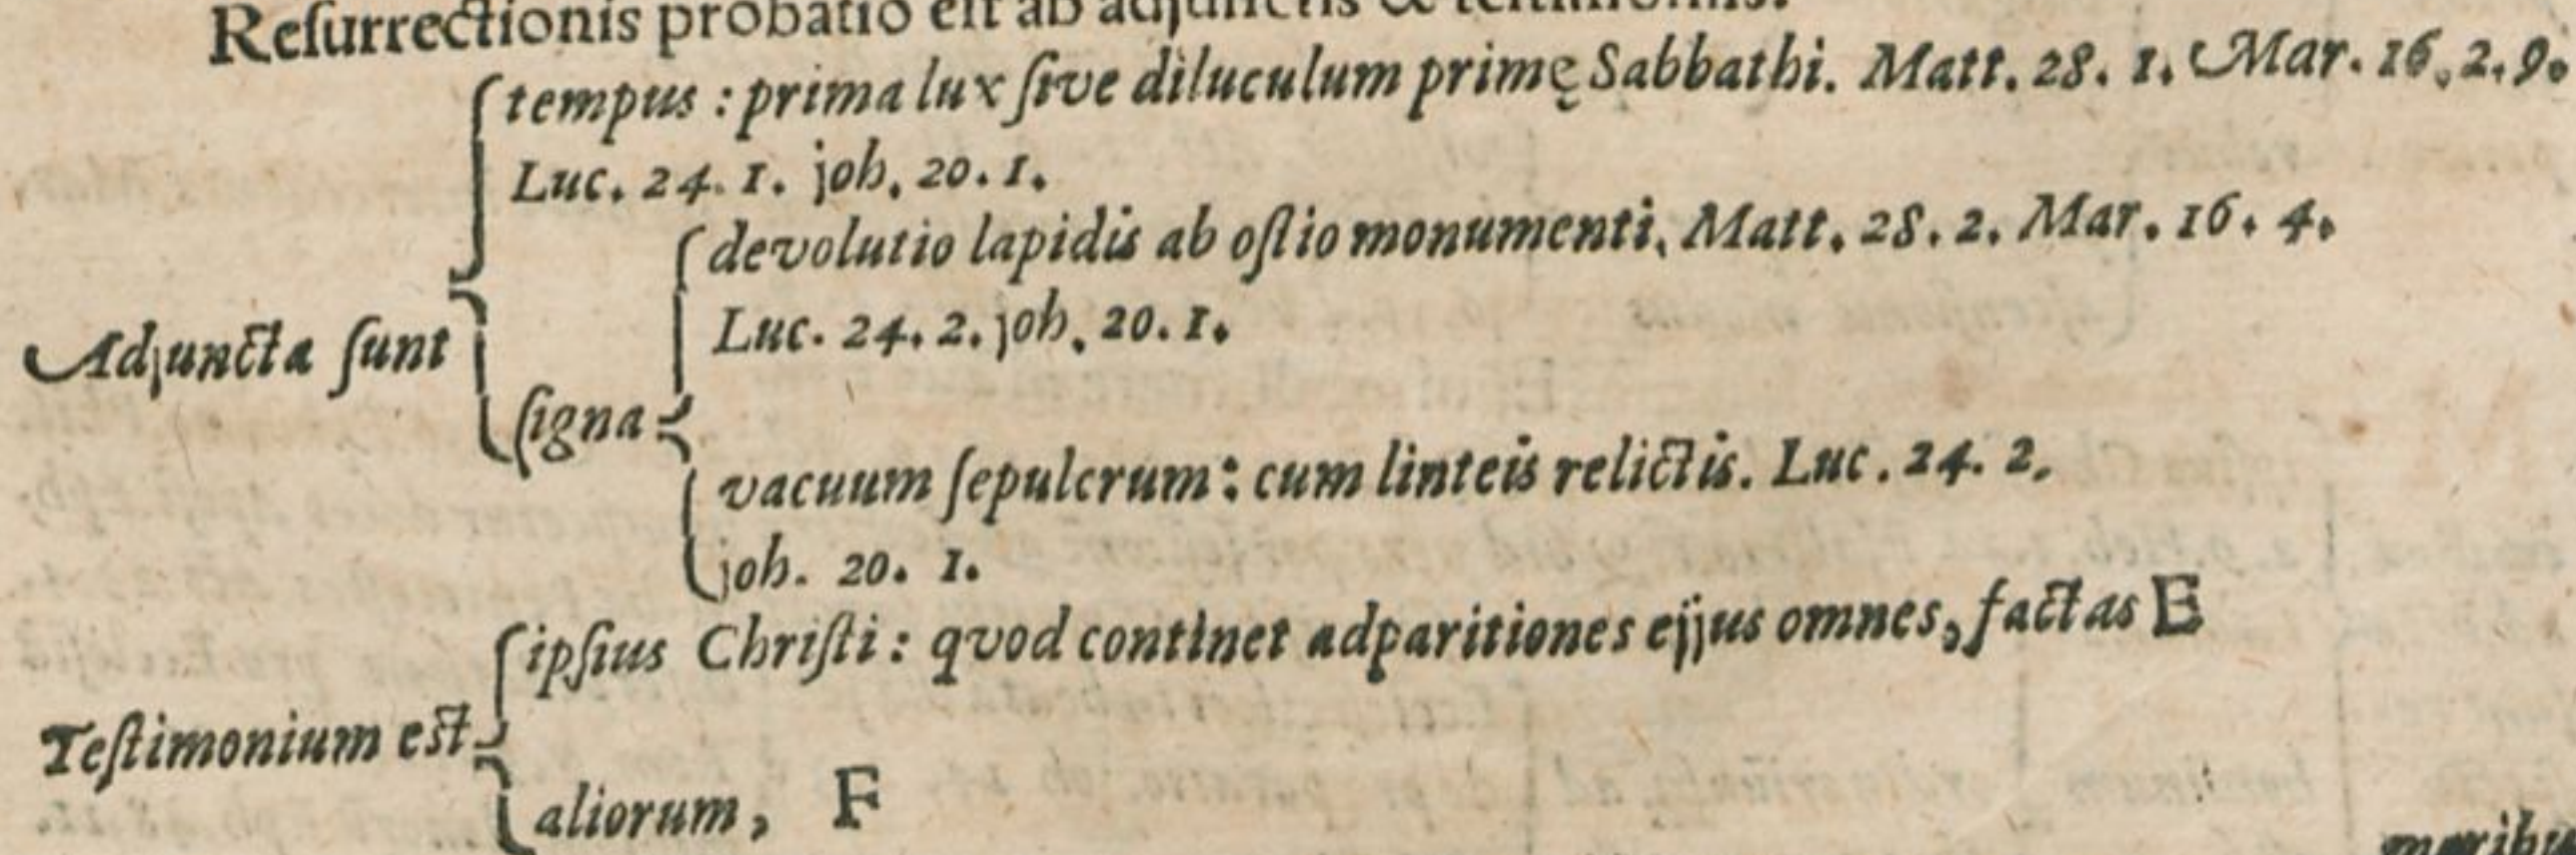 Reſurrectionis probatio eſt ab adjunctis & teſtimoniis.
tempus : prima lux ſive diluculum primę Sabbathi. Matt. 28. 1. Mar. 16. 2. 9.
Luc. 24. 1. joh. 20. 1.
devolutio lapidis ab oſtio monumenti. Matt. 28. 2. Mar. 16. 4.
Luc. 24. 2. joh. 20. 1.
Adjuncta ſunt
ſigna
vacuum ſepulcrum : cum linteis relictis. Luc. 24. 2.
joh. 20. 1.
ipſius Chriſti : qvod continet adparitiones ejjus omnes, factas E
Teſtimonium est
aliorum, F